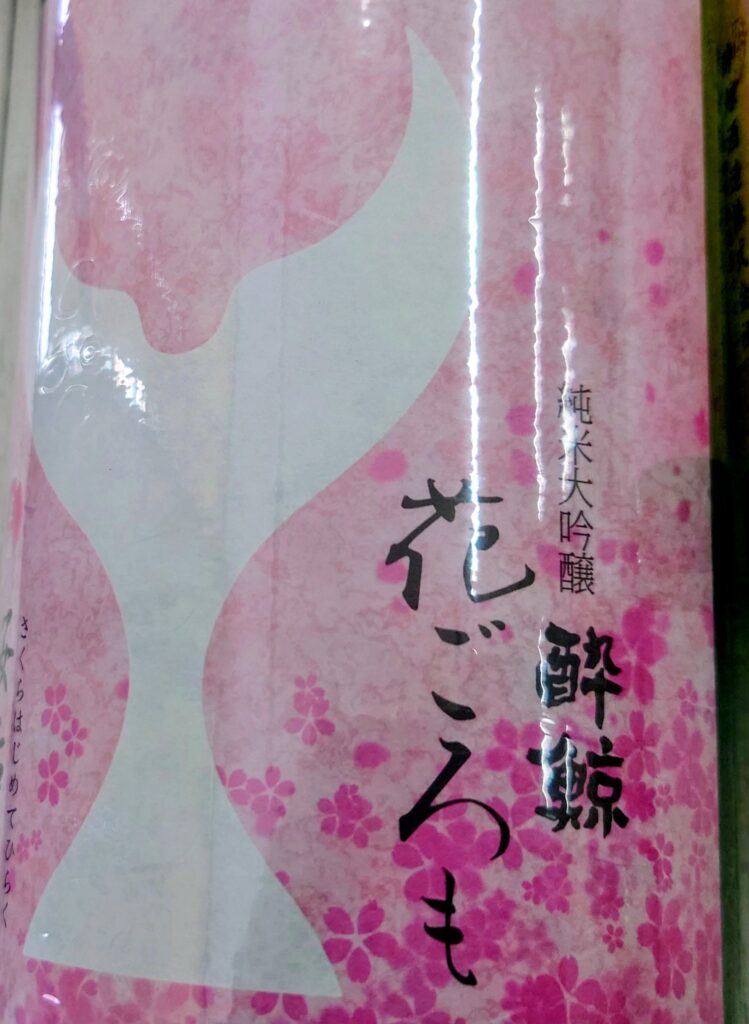 純米大吟醸
酔鯨
花ごろも
さくらはじめてひらく